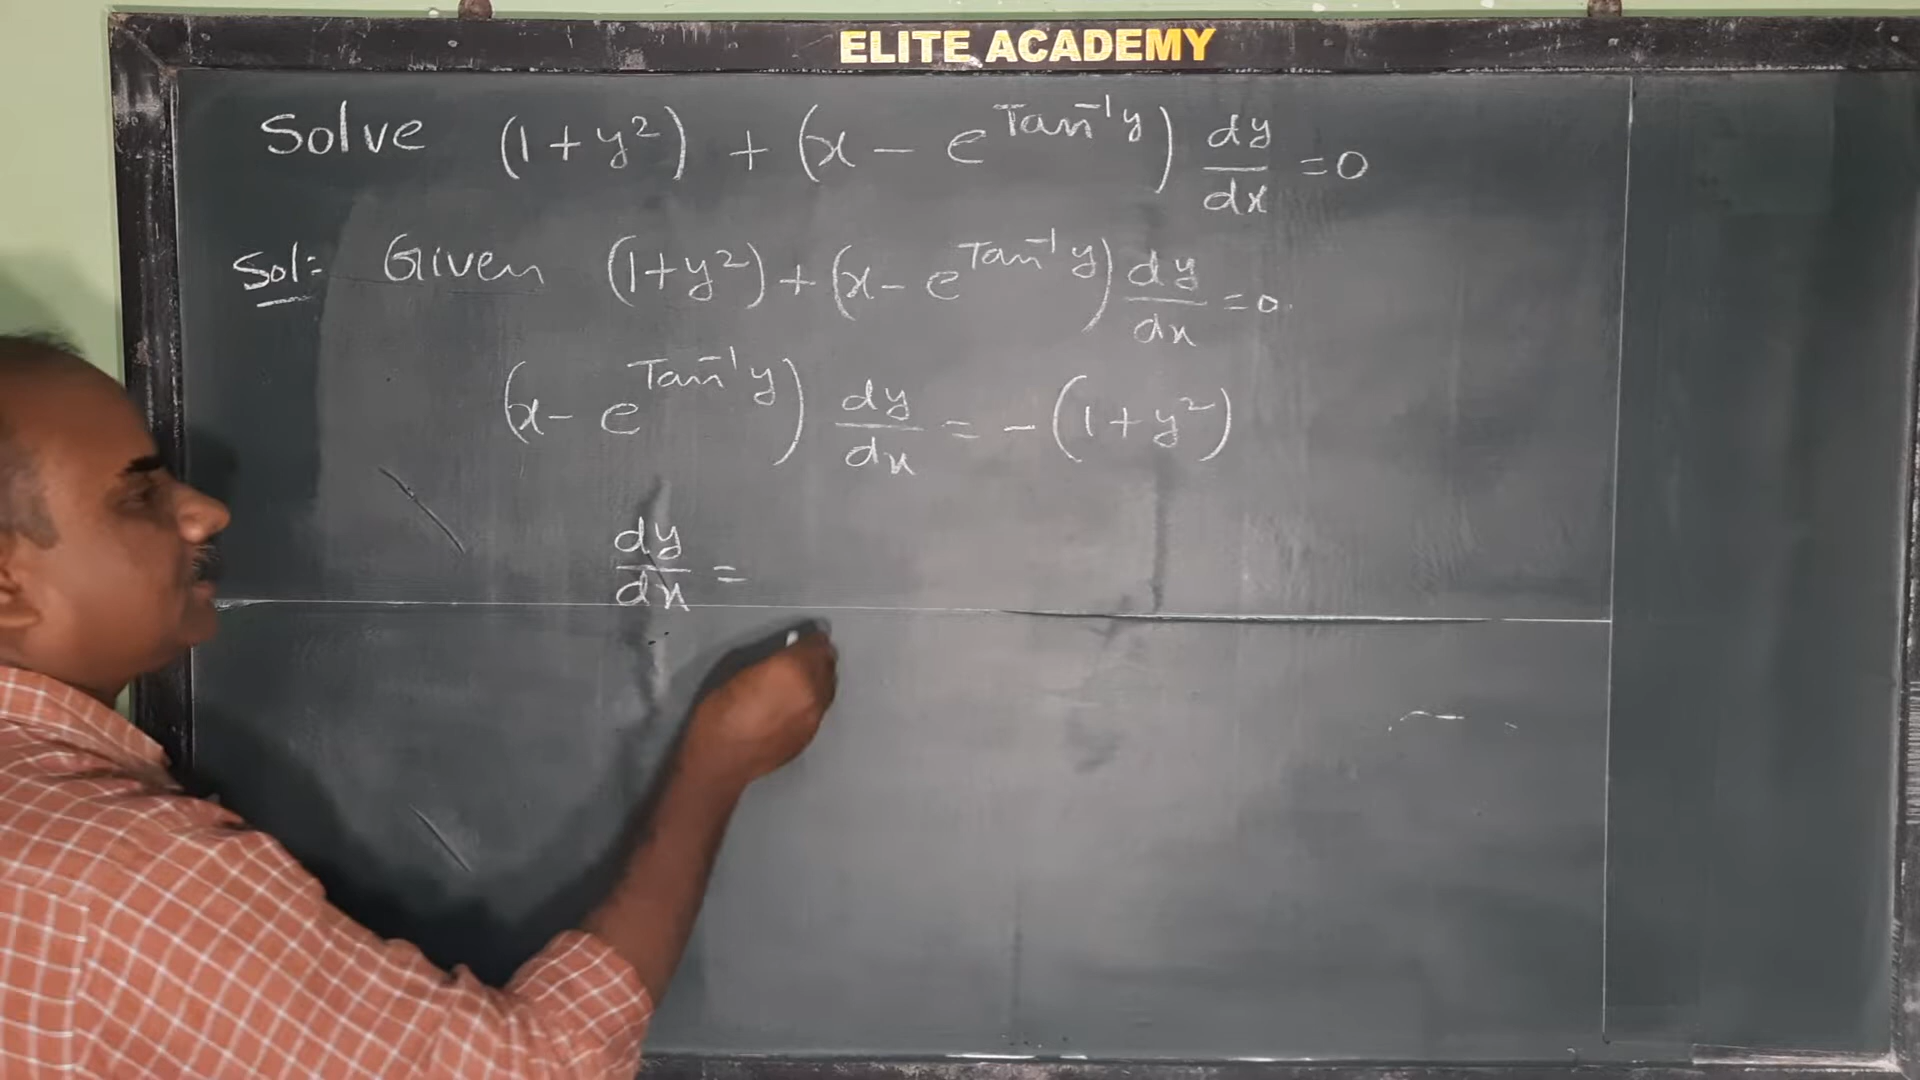 ELITE ACADEMY
Solve (1+y²) + (x - e^Tan⁻¹y) dy/dx = 0
Sol: Given (1+y²) + (x - e^Tan⁻¹y) dy/dx = 0
(x - e^Tan⁻¹y) dy/dx = - (1+y²)
dy/dx =